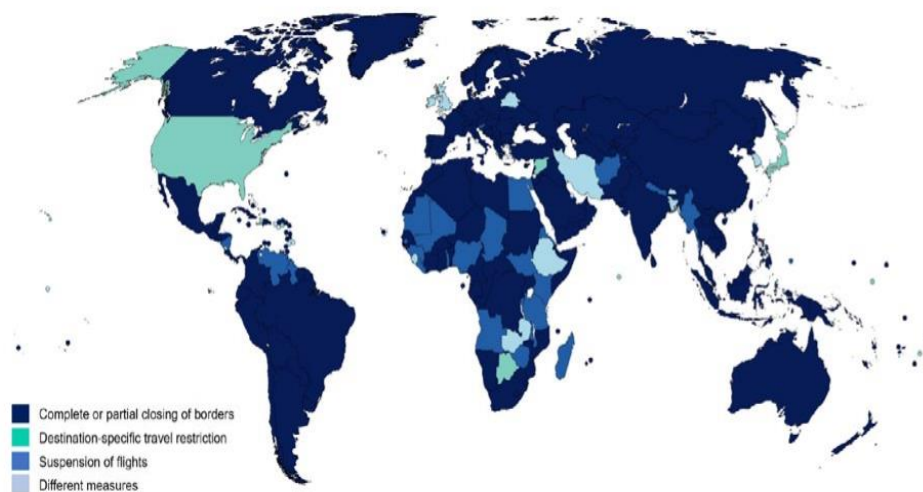 Complete or partial closing of borders
Destination-specific travel restriction
Suspension of flights
Different measures